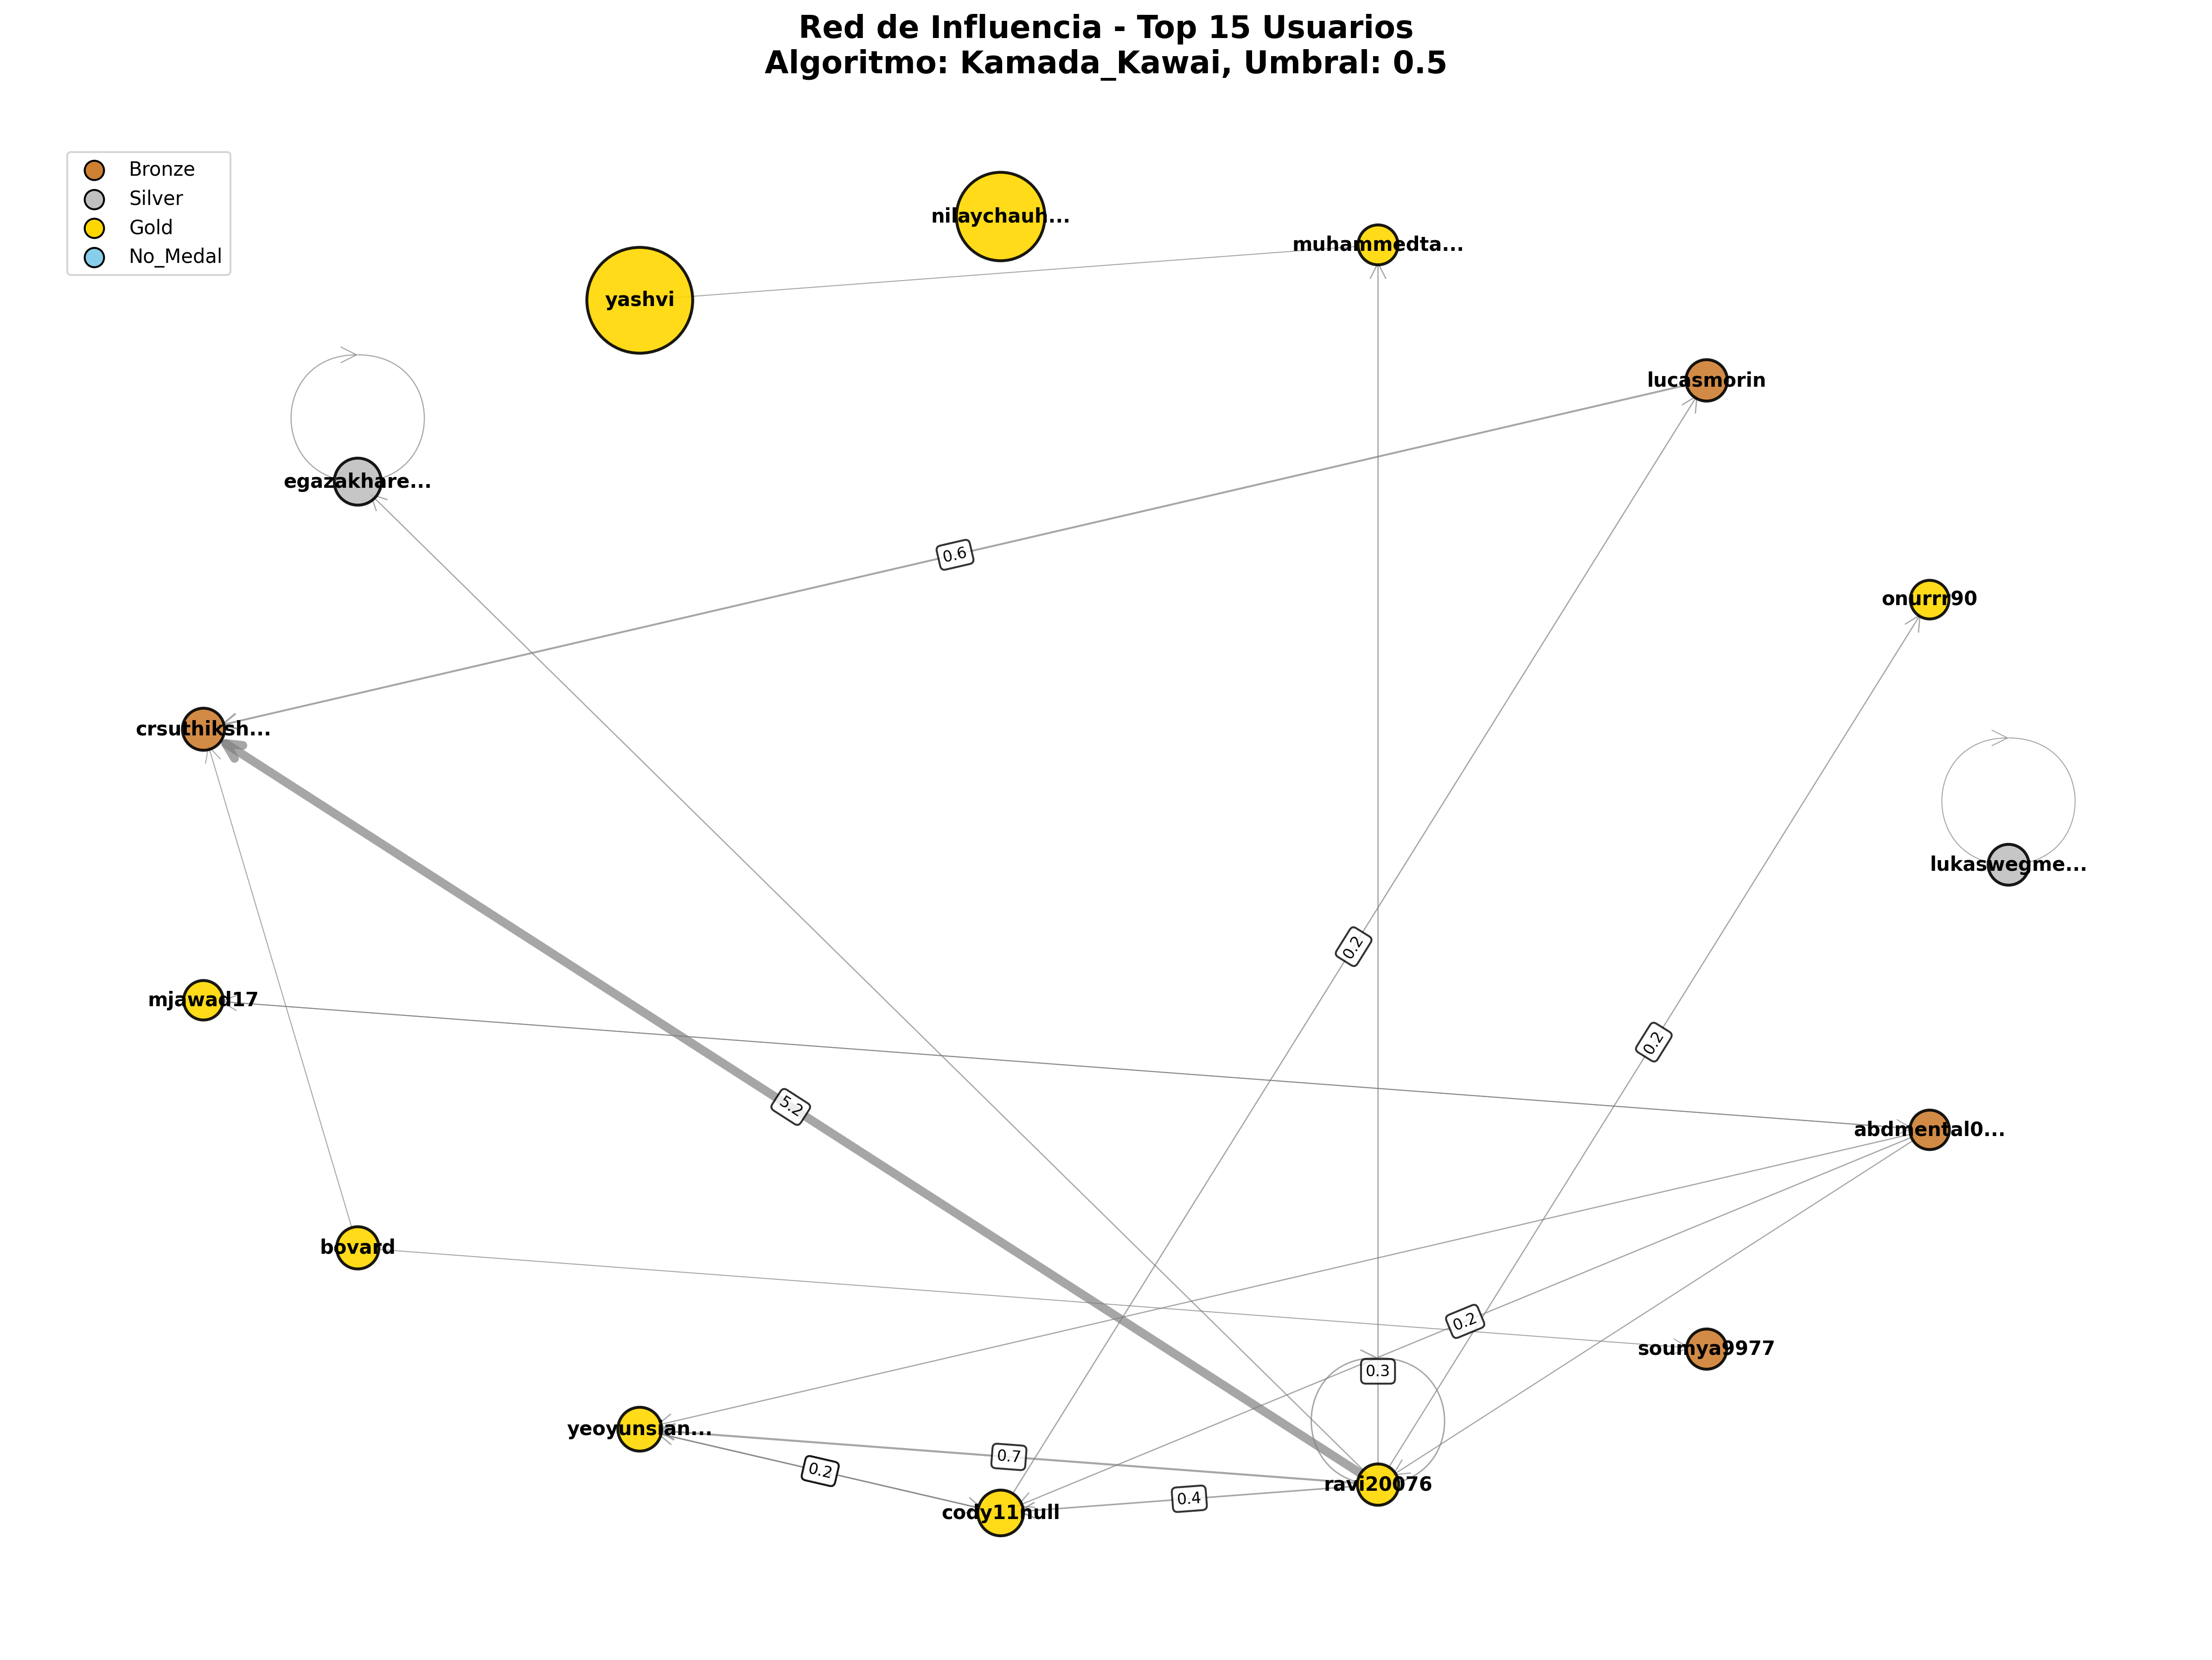 Red de Influencia - Top 15 Usuarios
Algoritmo: Kamada_Kawai, Umbral: 0.5
Bronze
Silver
Gold
No_Medal
nilaychauh...
muhammedta...
yashvi
lucasmorin
egazakhare...
0.6
onurrr90
crsuthiksh...
lukaswegme...
0.2
mjawad17
0.2
5.2
abdmental0...
bovard
0.2
soumya9977
0.3
yeoyunsian...
0.7
0.2
ravi20076
0.4
cody11null